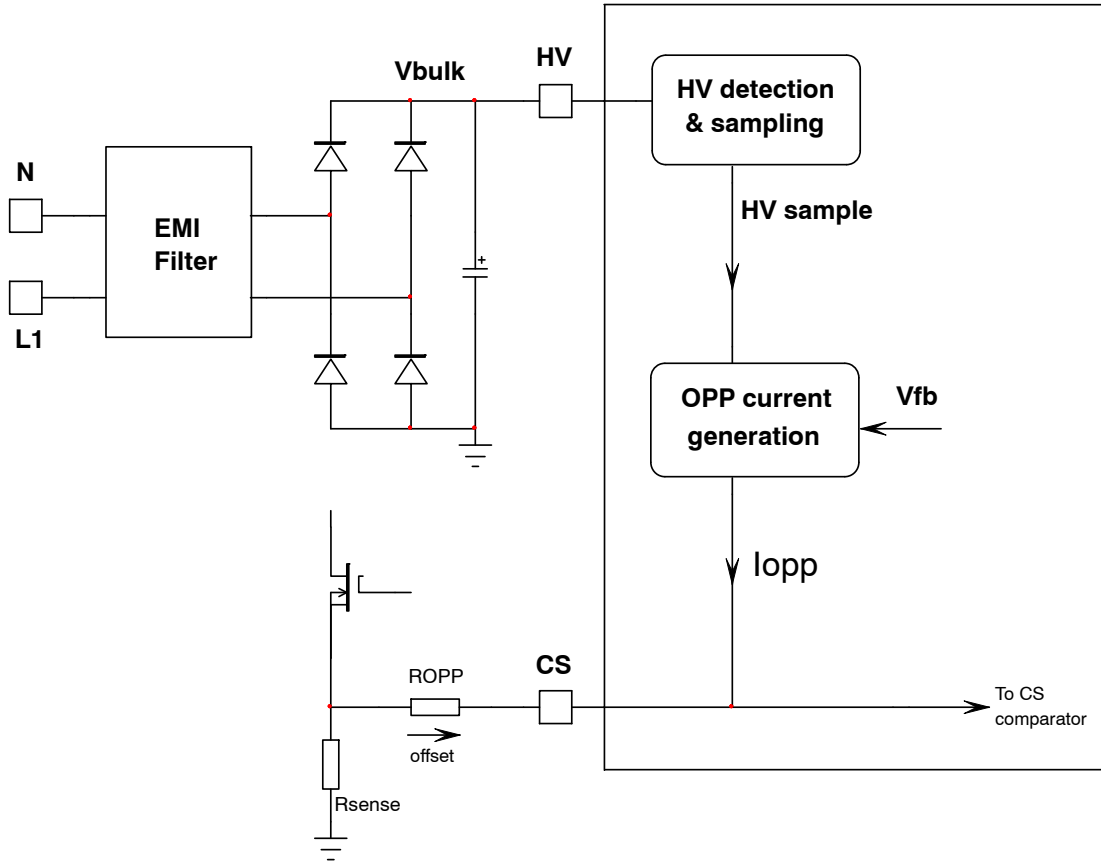 HV
Vbulk
HV detection
& sampling
N
HV sample
EMI
Filter
+
L1
OPP current
generation
Vfb
Iopp
CS
ROPP
To CS
comparator
offset
Rsense